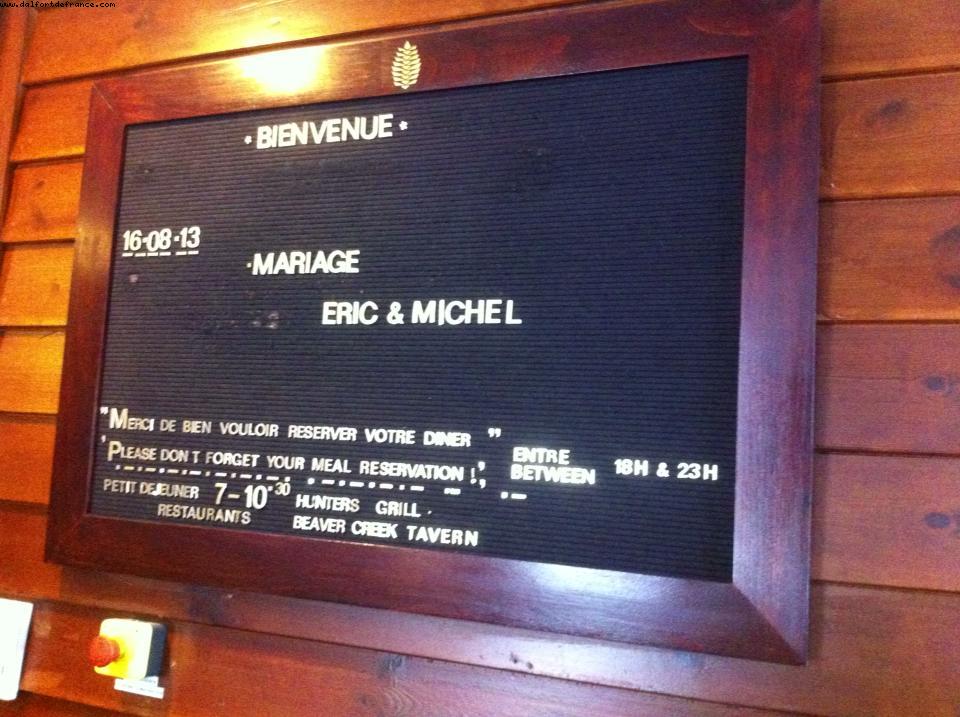 www.dalfortdefrance.com
* BIENVENUE *
16-08-13
·MARIAGE
ERIC & MICHEL
"MERCI DE BIEN VOULOIR RESERVER VOTRE DINER "
'PLEASE DON T FORGET YOUR MEAL RESERVATION !;
ENTRE
BETWEEN
18H & 23H
PETIT DEJEUNER 7-10·30 HUNTERS GRILL ·
RESTAURANTS BEAVER CREEK TAVERN